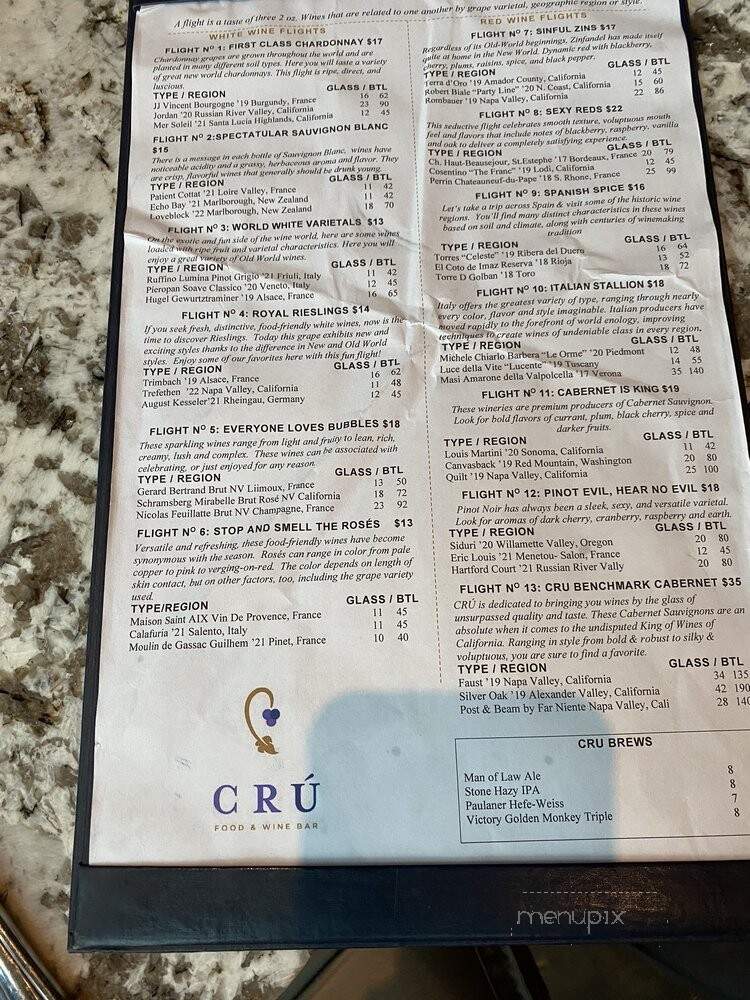 A flight is a taste of three 2 oz. Wines that are related to one another by grape varietal, geographic region or style.
WHITE WINE FLIGHTS
FLIGHT Nº 1: FIRST CLASS CHARDONNAY $17
Chardonnay grapes are grown throughout the world and are
planted in many different soil types. Here you will taste a variety
of great new world chardonnays. This flight is ripe, direct, and
luscious.
TYPE / REGION GLASS / BTL
JJ Vincent Bourgogne '19 Burgundy, France 16 62
Jordan '20 Russian River Valley, California 23 90
Mer Soleil '21 Santa Lucia Highlands, California 12 45
FLIGHT Nº 2:SPECTATULAR SAUVIGNON BLANC
$15
There is a message in each bottle of Sauvignon Blanc, wines have
noticeable acidity and a grassy, herbaceous aroma and flavor. They
are crisp, flavorful wines that generally should be drunk young.
TYPE / REGION GLASS / BTL
Patient Cottat '21 Loire Valley, France 11 42
Echo Bay '21 Marlborough, New Zealand 11 42
Loveblock '22 Marlborough, New Zealand 18 70
FLIGHT Nº 3: WORLD WHITE VARIETALS $13
On the exotic and fun side of the wine world, here are some wines
loaded with ripe fruit and varietal characteristics. Here you will
enjoy a great variety of Old World wines.
TYPE / REGION GLASS / BTL
Ruffino Lumina Pinot Grigio '21 Friuli, Italy 11 42
Pieropan Soave Classico '20 Veneto, Italy 12 45
Hugel Gewurtztraminer '19 Alsace, France 16 65
FLIGHT Nº 4: ROYAL RIESLINGS $14
If you seek fresh, distinctive, food-friendly white wines, now is the
time to discover Rieslings. Today this grape exhibits new and
exciting styles thanks to the difference in New and Old World
styles. Enjoy some of our favorites here with this fun flight!
TYPE / REGION GLASS / BTL
Trimbach '19 Alsace, France 16 62
Trefethen '22 Napa Valley, California 11 48
August Kesseler'21 Rheingau, Germany 12 45
FLIGHT Nº 5: EVERYONE LOVES BUBBLES $18
These sparkling wines range from light and fruity to lean, rich,
creamy, lush and complex. These wines can be associated with
celebrating, or just enjoyed for any reason.
TYPE / REGION GLASS / BTL
Gerard Bertrand Brut NV Liimoux, France 13 50
Schramsberg Mirabelle Brut Rosé NV California 18 72
Nicolas Feuillatte Brut NV Champagne, France 23 92
FLIGHT Nº 6: STOP AND SMELL THE ROSÉS $13
Versatile and refreshing, these food-friendly wines have become
synonymous with the season. Rosés can range in color from pale
copper to pink to verging-on-red. The color depends on length of
skin contact, but on other factors, too, including the grape variety
used.
TYPE/REGION GLASS / BTL
Maison Saint AIX Vin De Provence, France 11 45
Calafuria '21 Salento, Italy 11 45
Moulin de Gassac Guilhem '21 Pinet, France 10 40
CRÚ
FOOD & WINE BAR
RED WINE FLIGHTS
FLIGHT Nº 7: SINFUL ZINS $17
Regardless of its Old-World beginnings, Zinfandel has made itself
quite at home in the New World. Dynamic red with blackberry,
cherry, plums, raisins, spice, and black pepper.
TYPE / REGION GLASS / BTL
Terra d'Oro '19 Amador County, California 12 45
Robert Biale "Party Line" '20 N. Coast, California 15 60
Rombauer '19 Napa Valley, California 22 86
FLIGHT Nº 8: SEXY REDS $22
This seductive flight celebrates smooth texture, voluptuous mouth
feel and flavors that include notes of blackberry, raspberry, vanilla
and oak to deliver a completely satisfying experience.
TYPE / REGION GLASS / BTL
Ch. Haut-Beausejour, St.Estephe '17 Bordeaux, France 20 79
Cosentino "The Franc" '19 Lodi, California 12 45
Perrin Chateauneuf-du-Pape '18 S, Rhone, France 25 99
FLIGHT Nº 9: SPANISH SPICE $16
Let's take a trip across Spain & visit some of the historic wine
regions. You'll find many distinct characteristics in these wines
based on soil and climate, along with centuries of winemaking
tradition
TYPE / REGION GLASS / BTL
Torres "Celeste" '19 Ribera del Duero 16 64
El Coto de Imaz Reserva '18 Rioja 13 52
Torre D Golban '18 Toro 18 72
FLIGHT Nº 10: ITALIAN STALLION $18
Italy offers the greatest variety of type, ranging through nearly
every color, flavor and style imaginable. Italian producers have
moved rapidly to the forefront of world enology, improving
techniques to create wines of undeniable class in every region.
TYPE / REGION GLASS / BTL
Michele Chiarlo Barbera "Le Orme" '20 Piedmont 12 48
Luce della Vite "Lucente" '19 Tuscany 14 55
Masi Amarone della Valpolcella '17 Verona 35 140
FLIGHT Nº 11: CABERNET IS KING $19
These wineries are premium producers of Cabernet Sauvignon.
Look for bold flavors of currant, plum, black cherry, spice and
darker fruits.
TYPE / REGION GLASS / BTL
Louis Martini '20 Sonoma, California 11 42
Canvasback '19 Red Mountain, Washington 20 80
Quilt '19 Napa Valley, California 25 100
FLIGHT Nº 12: PINOT EVIL, HEAR NO EVIL $18
Pinot Noir has always been a sleek, sexy, and versatile varietal.
Look for aromas of dark cherry, cranberry, raspberry and earth.
TYPE / REGION GLASS / BTL
Siduri '20 Willamette Valley, Oregon 20 80
Eric Louis '21 Menetou- Salon, France 12 45
Hartford Court '21 Russian River Vally 20 80
FLIGHT Nº 13: CRU BENCHMARK CABERNET $35
CRÚ is dedicated to bringing you wines by the glass of
unsurpassed quality and taste. These Cabernet Sauvignons are an
absolute when it comes to the undisputed King of Wines of
California. Ranging in style from bold & robust to silky &
voluptuous, you are sure to find a favorite.
TYPE / REGION GLASS / BTL
Faust '19 Napa Valley, California 34 135
Silver Oak '19 Alexander Valley, California 42 190
Post & Beam by Far Niente Napa Valley, Cali 28 140
CRU BREWS
Man of Law Ale 8
Stone Hazy IPA 8
Paulaner Hefe-Weiss 7
Victory Golden Monkey Triple 8
menupix